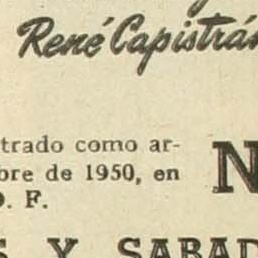 René Capistrán
trado como ar-
bre de 1950, en
. F.
N
S Y SABAD